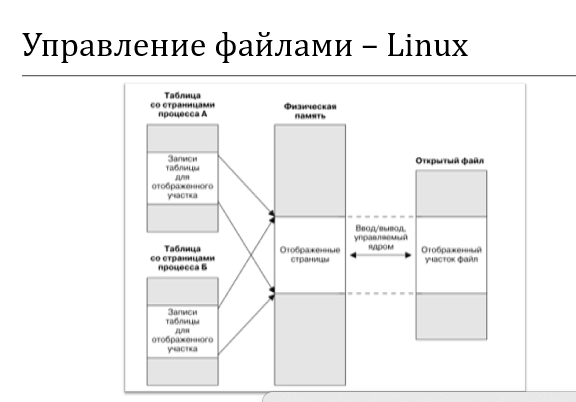 Управление файлами – Linux
Таблица
со страницами
процесса А
Записи
таблицы
для
отображенного
участка
Таблица
со страницами
процесса Б
Записи
таблицы
для
отображенного
участка
Физическая
память
Отображенные
страницы
Ввод/вывод,
управляемый
ядром
Открытый файл
Отображенный
участок файл